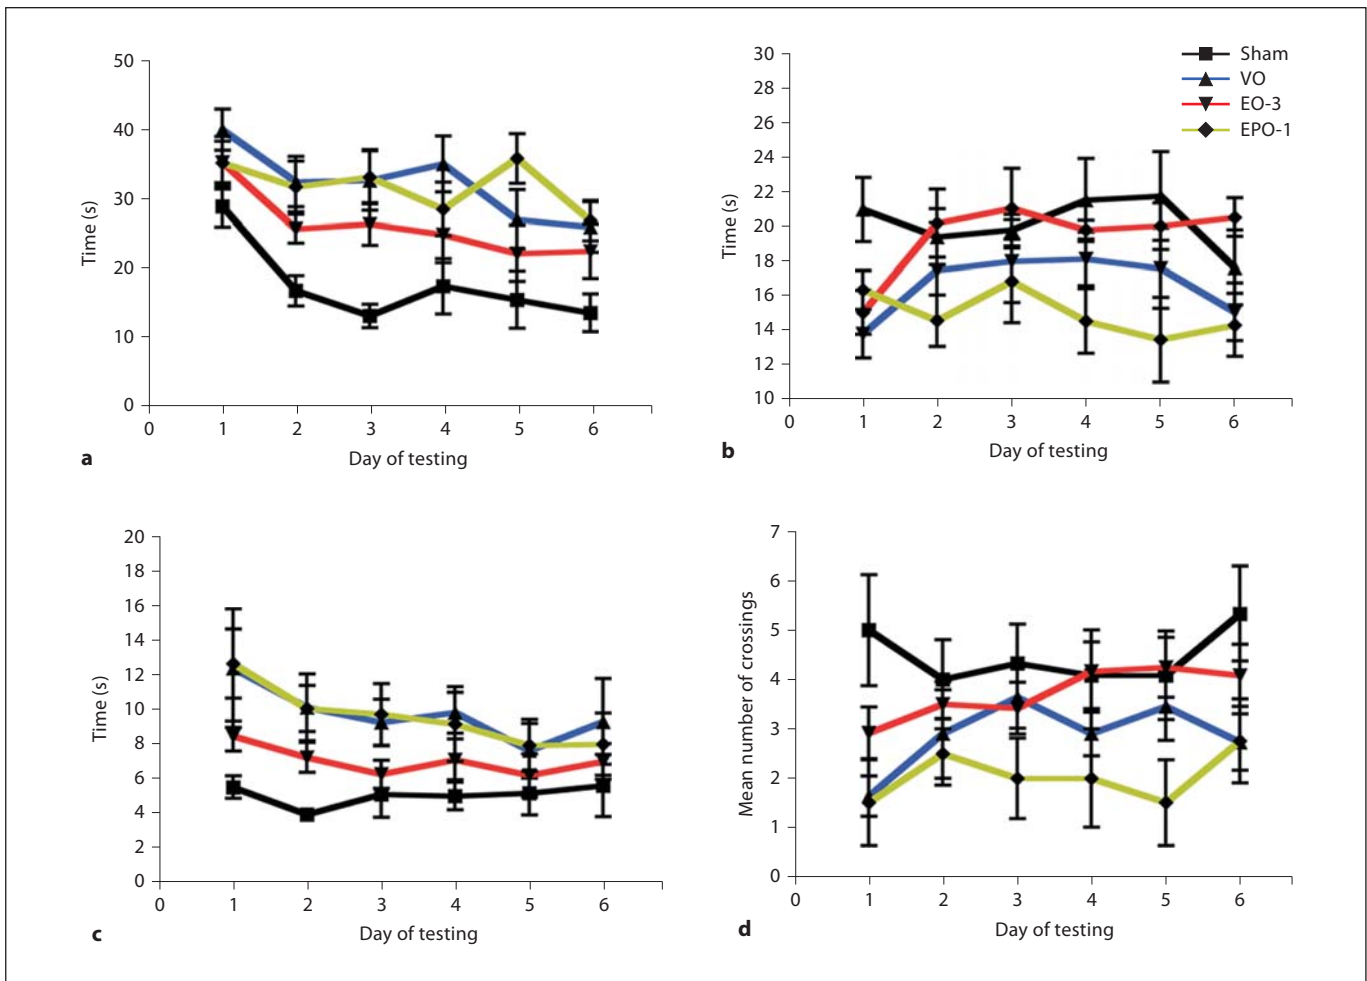 50
40
30
20
10
0
Time (s)
0 1 2 3 4 5 6
Day of testing
a
30
28
26
24
22
20
18
16
14
12
10
Time (s)
0 1 2 3 4 5 6
Day of testing
b
Sham
VO
EO-3
EPO-1
20
18
16
14
12
10
8
6
4
2
0
Time (s)
0 1 2 3 4 5 6
Day of testing
c
7
6
5
4
3
2
1
0
Mean number of crossings
0 1 2 3 4 5 6
Day of testing
d